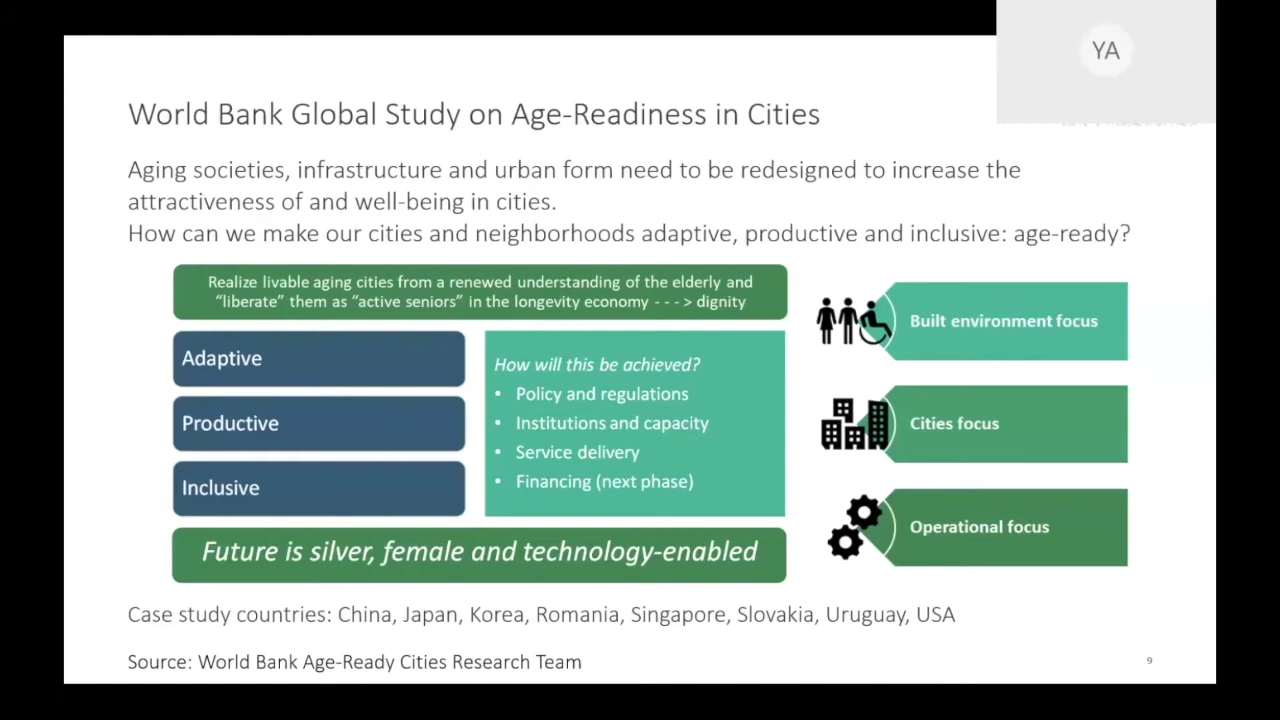 YA
World Bank Global Study on Age-Readiness in Cities
Aging societies, infrastructure and urban form need to be redesigned to increase the
attractiveness of and well-being in cities.
How can we make our cities and neighborhoods adaptive, productive and inclusive: age-ready?
Realize livable aging cities from a renewed understanding of the elderly and
“liberate” them as “active seniors” in the longevity economy - - - > dignity
Adaptive
Productive
Inclusive
How will this be achieved?
• Policy and regulations
• Institutions and capacity
• Service delivery
• Financing (next phase)
Future is silver, female and technology-enabled
Built environment focus
Cities focus
Operational focus
Case study countries: China, Japan, Korea, Romania, Singapore, Slovakia, Uruguay, USA
Source: World Bank Age-Ready Cities Research Team
9